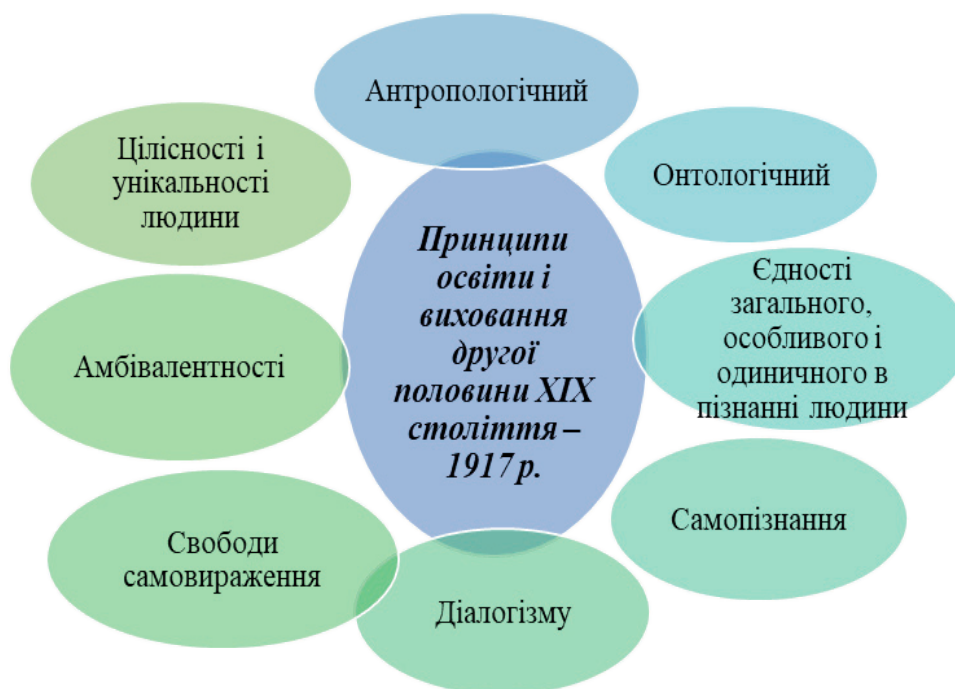 Антропологічний
Цілісності і
унікальності
людини
Онтологічний
Принципи
освіти і
виховання
другої
половини XIX
століття –
1917 р.
Єдності
загального,
особливого і
одиничного в
пізнанні людини
Амбівалентності
Самопізнання
Свободи
самовираження
Діалогізму